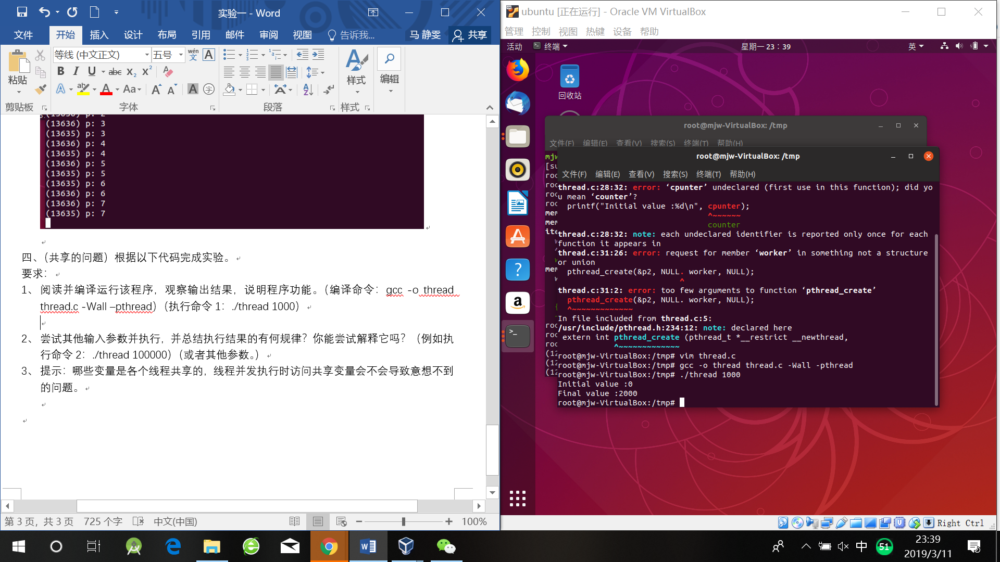 实验一 - Word
文件 开始 插入 设计 布局 引用 邮件 审阅 视图 告诉我... 马 静雯 共享
等线 (中文正文) 五号 wén 文 A
粘贴 B I U abc X₂ X² 样式 编辑
A ab A Aa A A A 字 A Z
剪贴板 字体 段落 样式
(13636) p: 3
(13635) p: 3
(13636) p: 4
(13635) p: 4
(13636) p: 5
(13635) p: 5
(13635) p: 6
(13636) p: 6
(13636) p: 7
(13635) p: 7
四、（共享的问题）根据以下代码完成实验。
要求：
1、 阅读并编译运行该程序，观察输出结果，说明程序功能。（编译命令：gcc -o thread
thread.c -Wall –pthread）（执行命令 1：./thread 1000）
2、 尝试其他输入参数并执行，并总结执行结果的有何规律？你能尝试解释它吗？（例如执
行命令 2：./thread 100000）（或者其他参数。）
3、 提示：哪些变量是各个线程共享的，线程并发执行时访问共享变量会不会导致意想不到
的问题。
第 3 页，共 3 页 725 个字 中文(中国) 100%
ubuntu [正在运行] - Oracle VM VirtualBox
管理 控制 视图 热键 设备 帮助
活动 终端 星期一 23：39 英
回收站
root@mjw-VirtualBox: /tmp
文件(F) 编辑(E) 查看(V) 搜索(S) 终端(T) 帮助(H)
root@mjw-VirtualBox: /tmp
文件(F) 编辑(E) 查看(V) 搜索(S) 终端(T) 帮助(H)
thread.c:28:32: error: ‘cpunter’ undeclared (first use in this function); did yo
u mean ‘counter’?
printf("Initial value :%d\n", cpunter);
^~~~~~~
counter
thread.c:28:32: note: each undeclared identifier is reported only once for each
function it appears in
thread.c:31:26: error: request for member ‘worker’ in something not a structure
or union
pthread_create(&p2, NULL. worker, NULL);
^
thread.c:31:2: error: too few arguments to function ‘pthread_create’
pthread_create(&p2, NULL. worker, NULL);
^~~~~~~~~~~~~~
In file included from thread.c:5:
/usr/include/pthread.h:234:12: note: declared here
extern int pthread_create (pthread_t *__restrict __newthread,
^~~~~~~~~~~~~~
root@mjw-VirtualBox:/tmp# vim thread.c
root@mjw-VirtualBox:/tmp# gcc -o thread thread.c -Wall -pthread
root@mjw-VirtualBox:/tmp# ./thread 1000
Initial value :0
Final value :2000
root@mjw-VirtualBox:/tmp#
Right Ctrl
中 51 23:39
2019/3/11